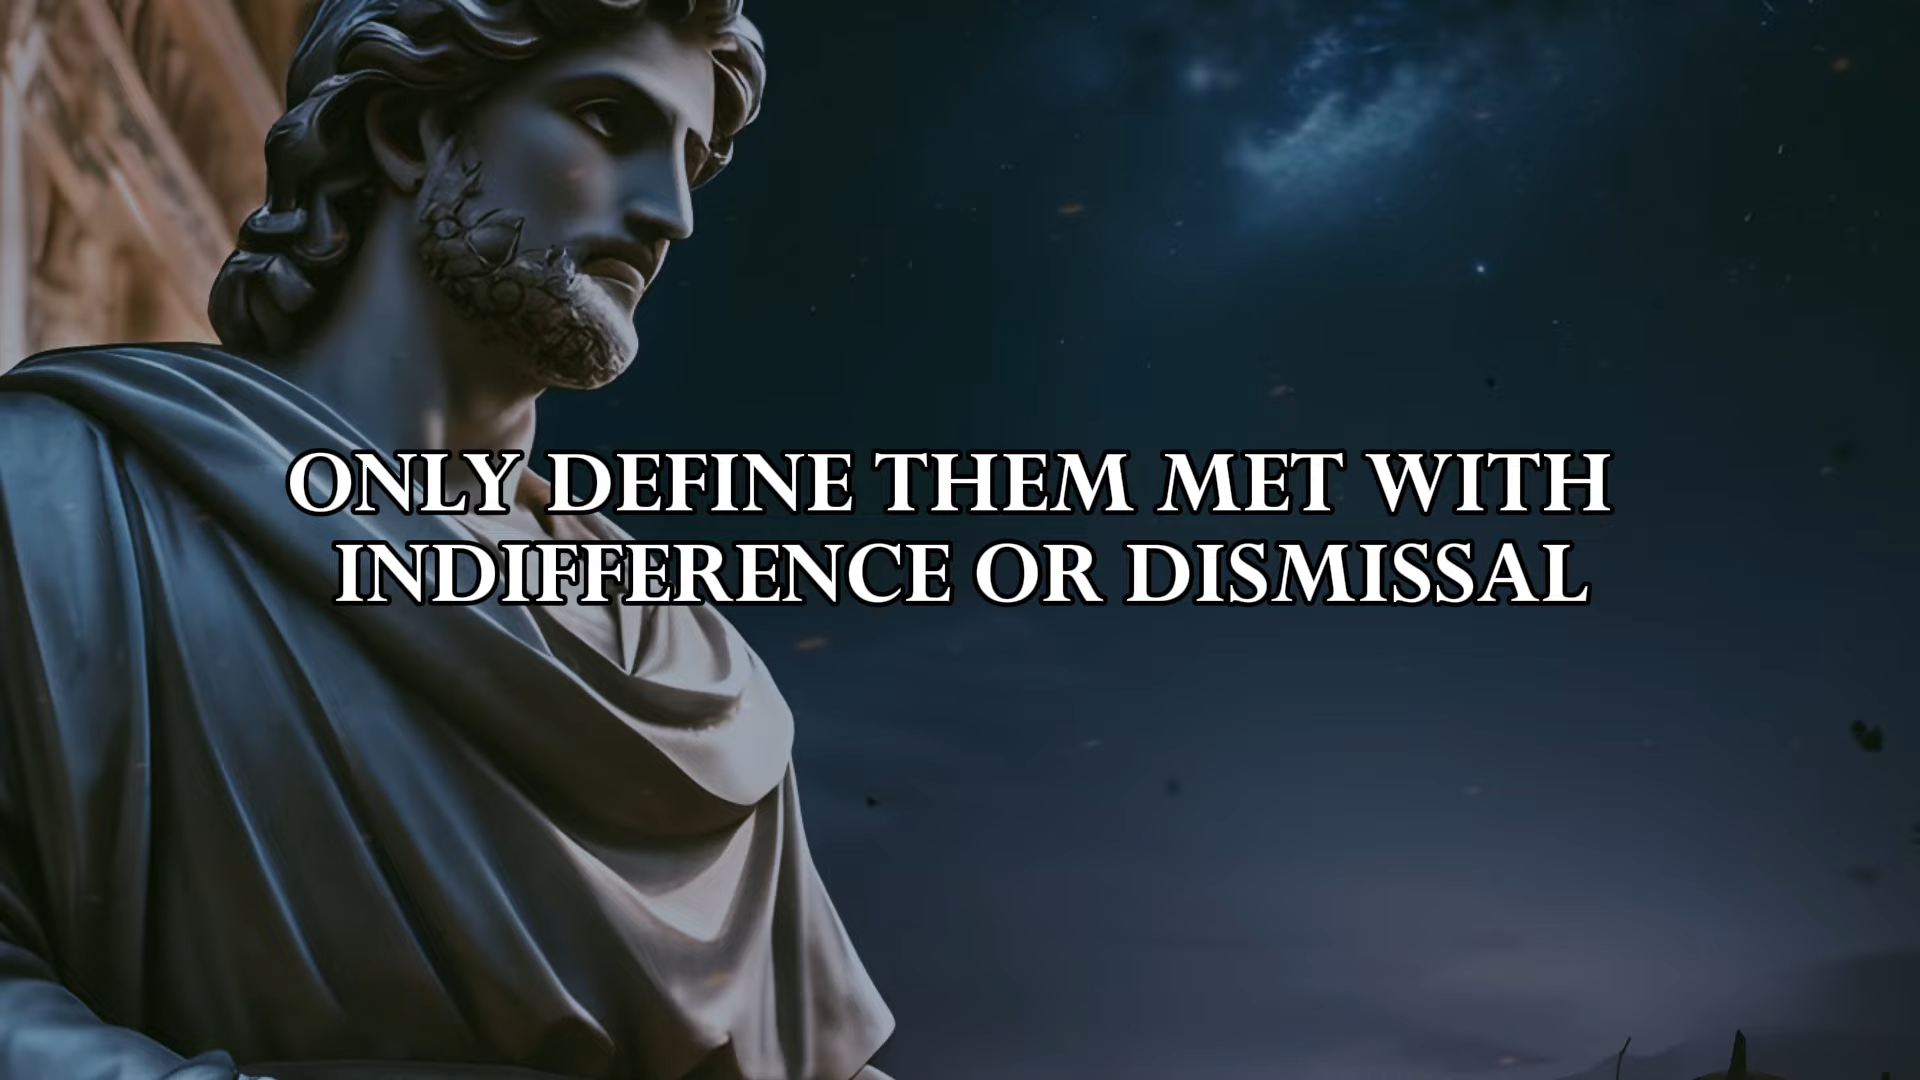 ONLY DEFINE THEM MET WITH
INDIFFERENCE OR DISMISSAL